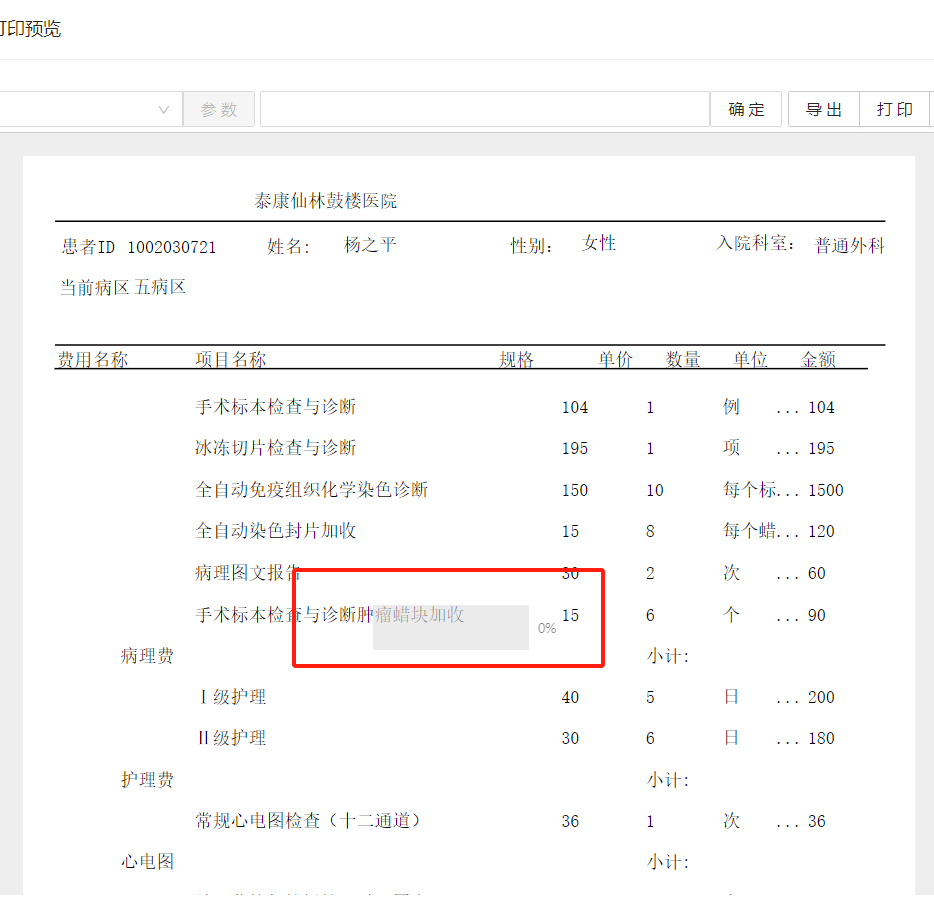 打印预览
参 数 确 定 导 出 打 印
泰康仙林鼓楼医院
患者ID 1002030721 姓名: 杨之平 性别: 女性 入院科室: 普通外科
当前病区 五病区
费用名称 项目名称 规格 单价 数量 单位 金额
手术标本检查与诊断 104 1 例 ... 104
冰冻切片检查与诊断 195 1 项 ... 195
全自动免疫组织化学染色诊断 150 10 每个标... 1500
全自动染色封片加收 15 8 每个蜡... 120
病理图文报告 30 2 次 ... 60
手术标本检查与诊断肿瘤蜡块加收 15 6 个 ... 90
0%
病理费 小计:
Ⅰ级护理 40 5 日 ... 200
Ⅱ级护理 30 6 日 ... 180
护理费 小计:
常规心电图检查（十二通道） 36 1 次 ... 36
心电图 小计: